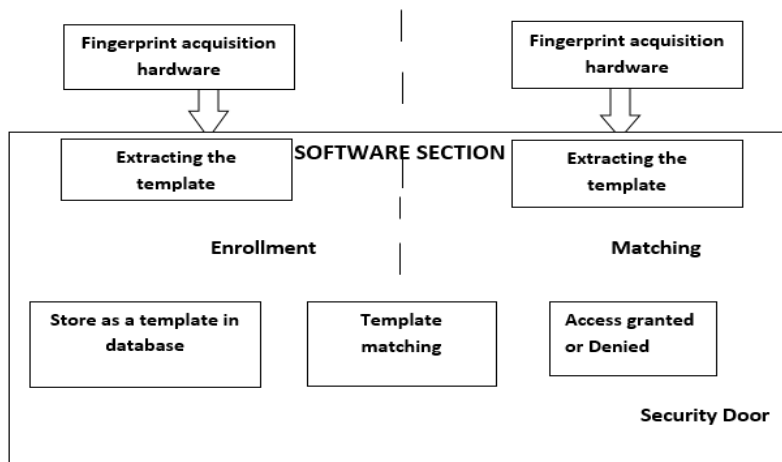 Fingerprint acquisition
hardware
Fingerprint acquisition
hardware
SOFTWARE SECTION
Extracting the
template
Extracting the
template
Enrollment
Matching
Store as a template in
database
Template
matching
Access granted
or Denied
Security Door